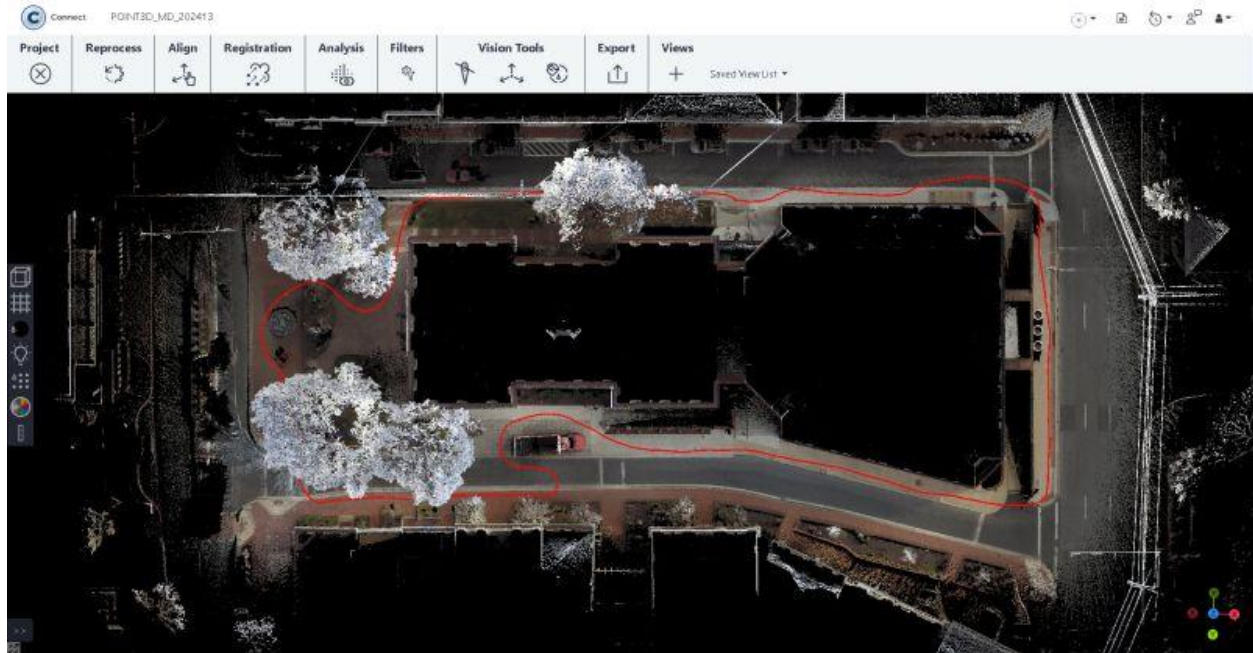 C Connect POINT3D_MD_202413
Project Reprocess Align Registration Analysis Filters Vision Tools Export Views
Saved View List
>>